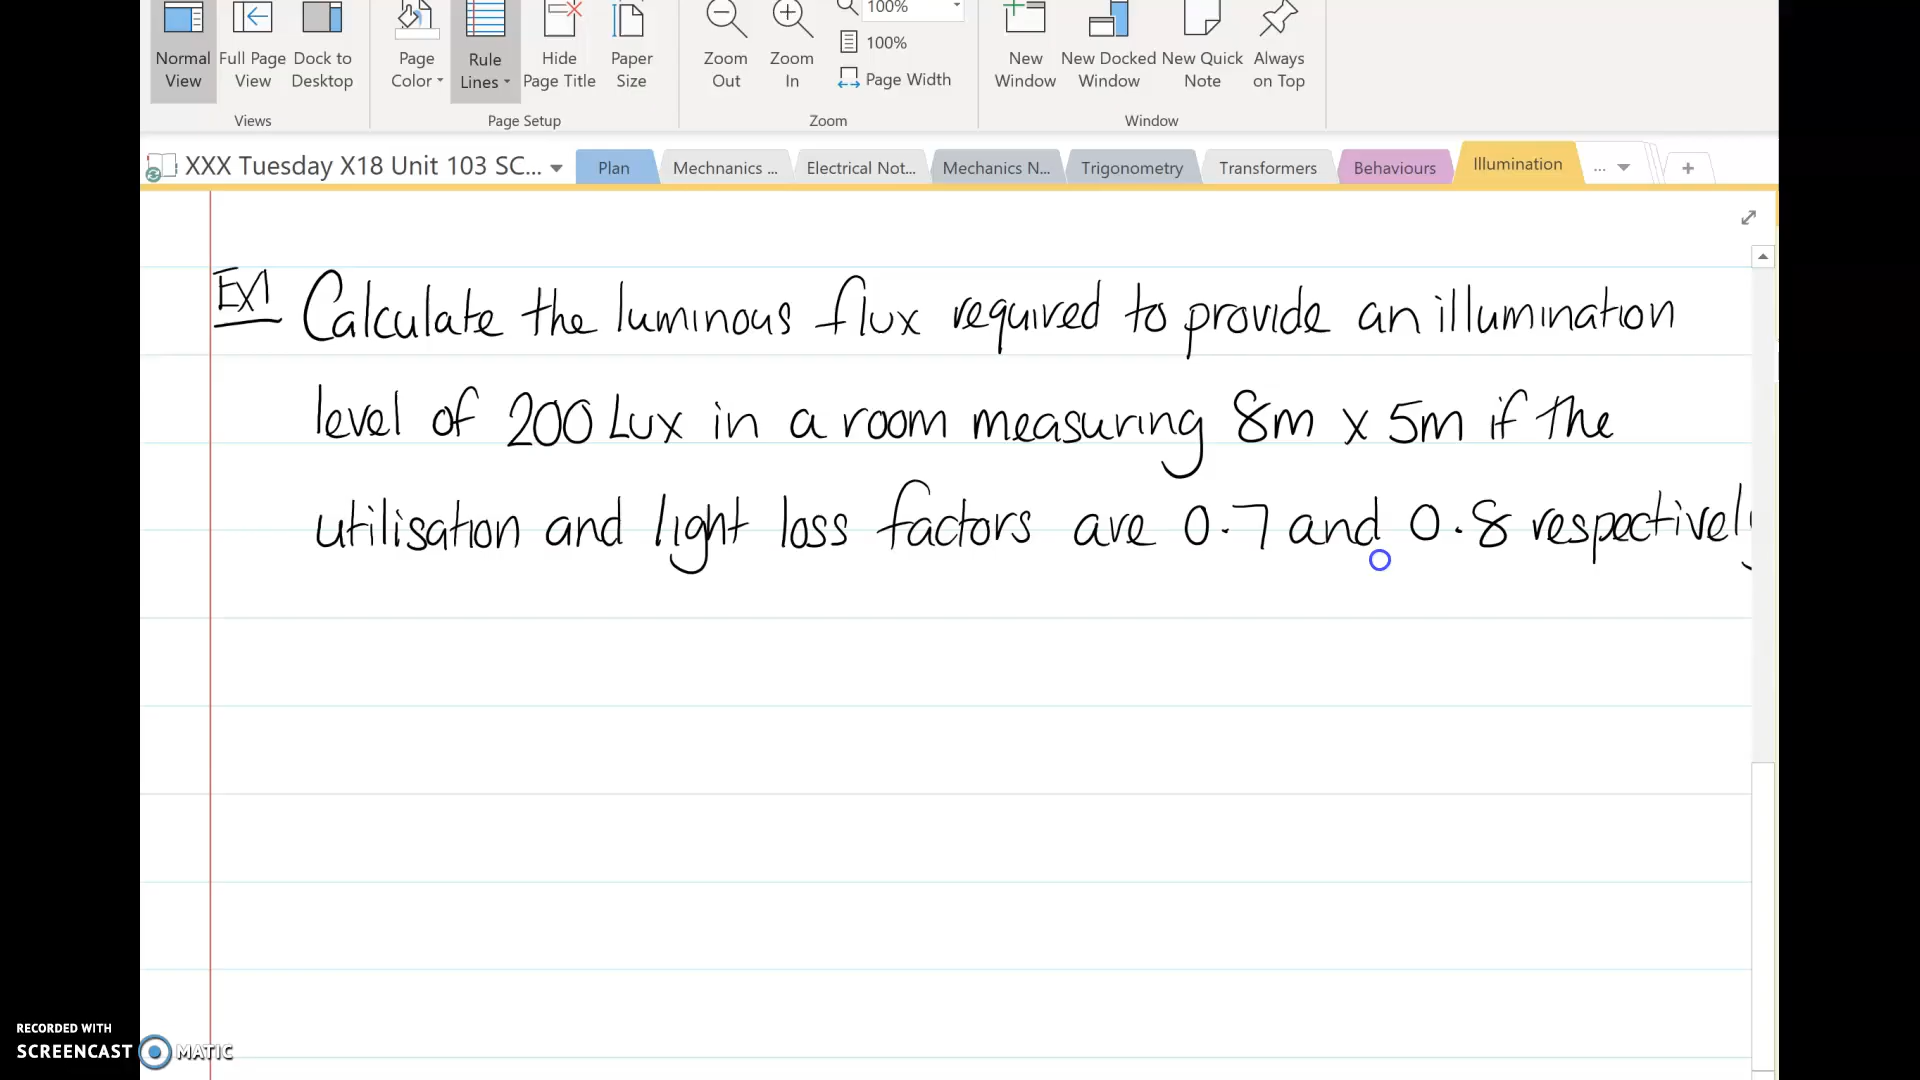 100%
Normal View
Full Page View
Dock to Desktop
Page Color
Rule Lines
Hide Page Title
Paper Size
Zoom Out
Zoom In
100%
Page Width
New Window
New Docked Window
New Quick Note
Always on Top
Views
Page Setup
Zoom
Window
XXX Tuesday X18 Unit 103 SC...
Plan
Mechnanics ...
Electrical Not...
Mechanics N...
Trigonometry
Transformers
Behaviours
Illumination
...
Ex1 Calculate the luminous flux required to provide an illumination
level of 200 Lux in a room measuring 8m x 5m if the
utilisation and light loss factors are 0.7 and 0.8 respectively
RECORDED WITH
SCREENCAST MATIC